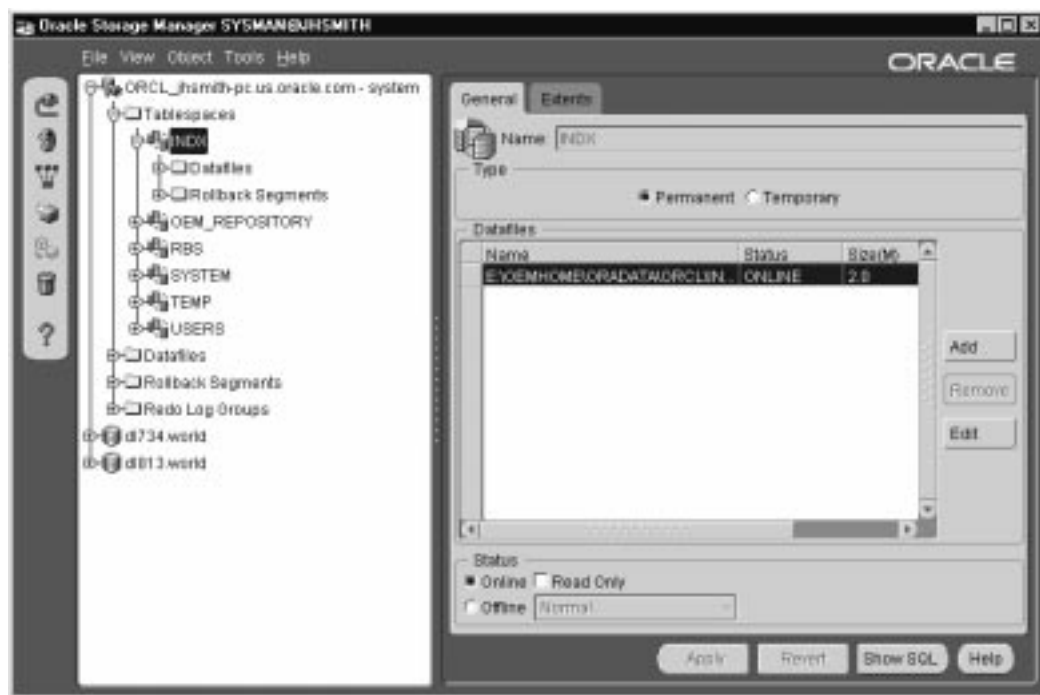 Oracle Storage Manager SYSMAN@JHSMITH
File View Object Tools Help
ORACLE
ORCL_jhsmith-pc.us.oracle.com - system
Tablespaces
INDX
Datafiles
Rollback Segments
OEM_REPOSITORY
RBS
SYSTEM
TEMP
USERS
Datafiles
Rollback Segments
Redo Log Groups
dl734.world
dl813.world
?
General Extents
Name: INDX
Type
Permanent Temporary
Datafiles
Name Status Size(M)
E:\OEMHOME\ORADATA\ORCL\IN... ONLINE 2.0
Add
Remove
Edit
Status
Online Read Only
Offline Normal
Apply Revert Show SQL Help